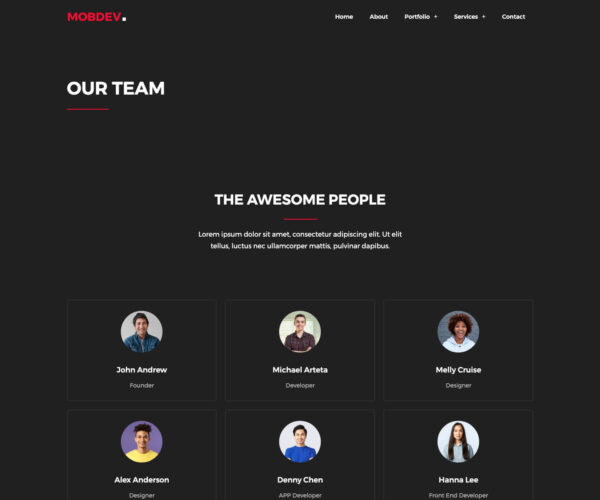 MOBDEV.
Home About Portfolio + Services + Contact
OUR TEAM
THE AWESOME PEOPLE
Lorem ipsum dolor sit amet, consectetur adipiscing elit. Ut elit
tellus, luctus nec ullamcorper mattis, pulvinar dapibus.
John Andrew
Founder
Michael Arteta
Developer
Melly Cruise
Designer
Alex Anderson
Designer
Denny Chen
APP Developer
Hanna Lee
Front End Developer